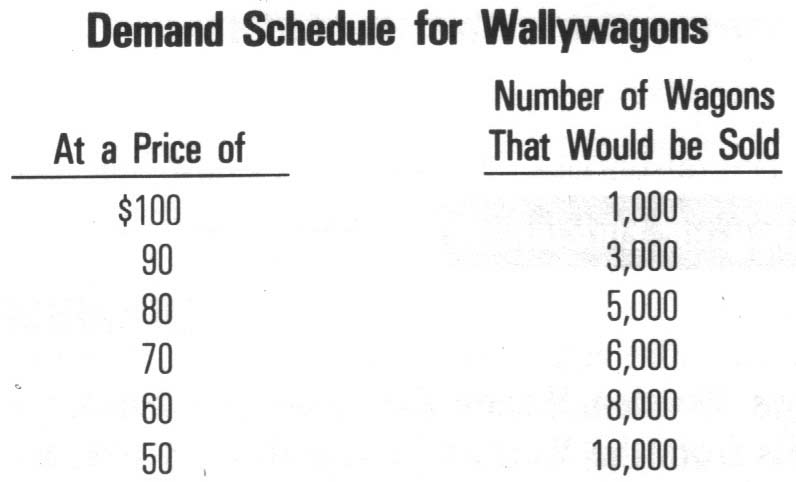 Demand Schedule for Wallywagons
Number of Wagons
At a Price of That Would be Sold
$100 1,000
90 3,000
80 5,000
70 6,000
60 8,000
50 10,000